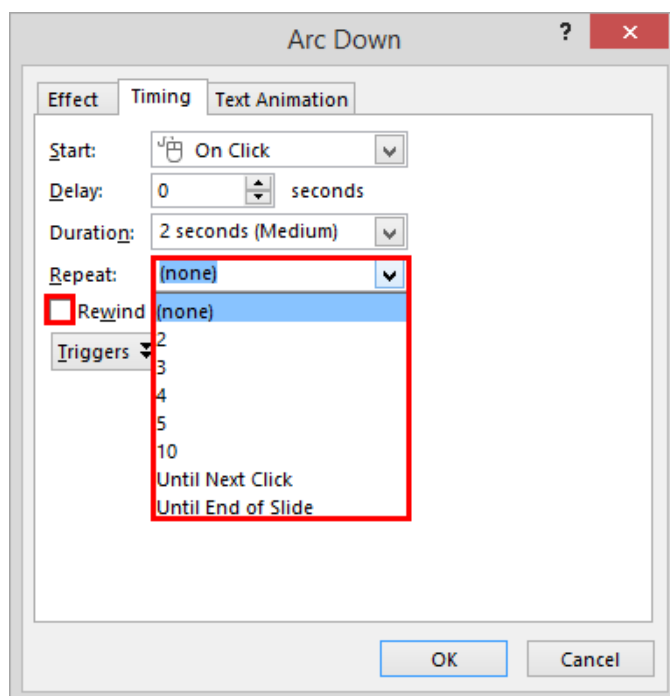 Arc Down
?
×
Effect Timing Text Animation
Start: On Click
Delay: 0 seconds
Duration: 2 seconds (Medium)
Repeat: (none)
Rewind (none)
2
Triggers
3
4
5
10
Until Next Click
Until End of Slide
OK Cancel